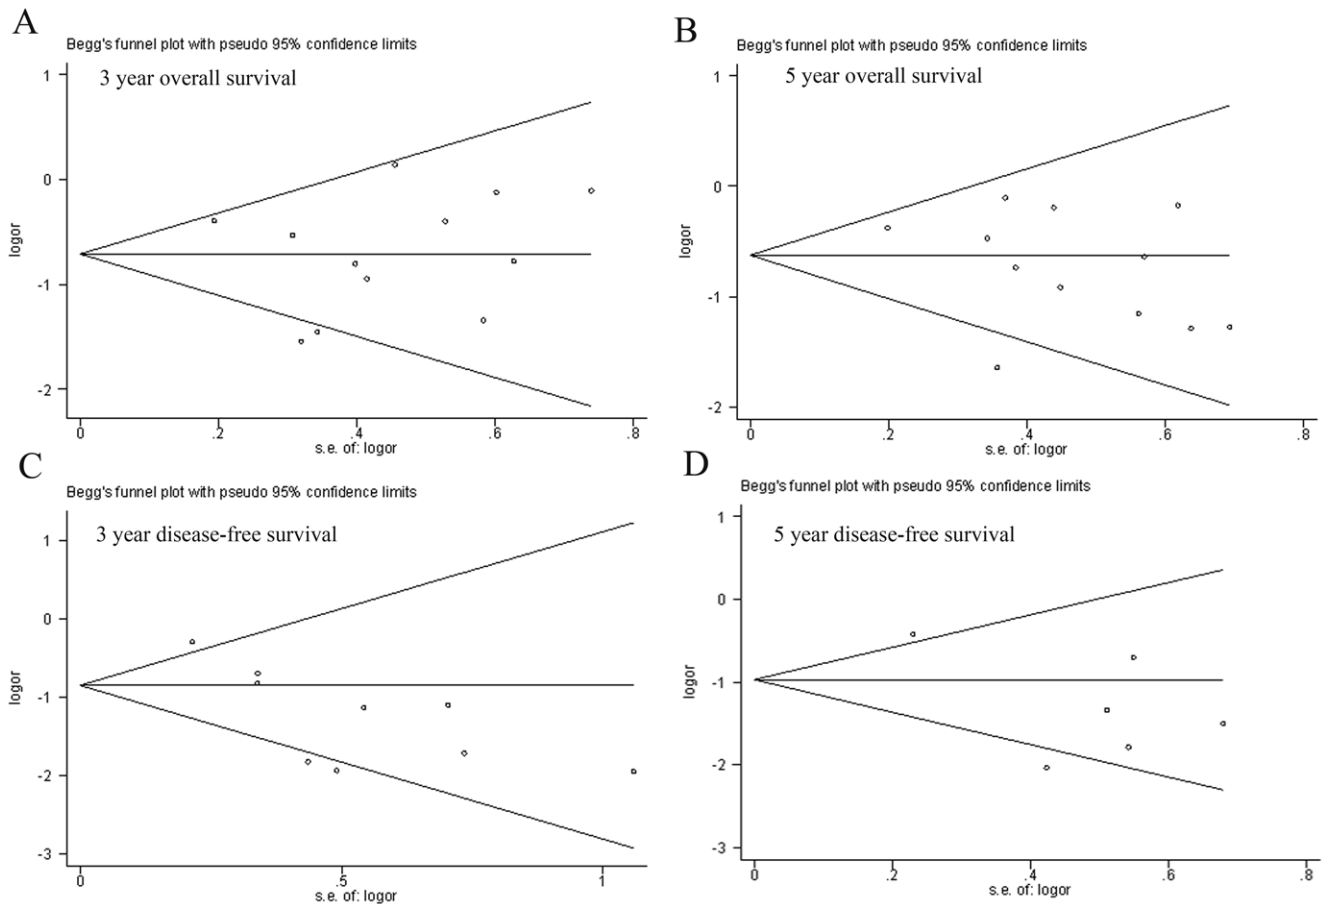 A
Begg's funnel plot with pseudo 95% confidence limits
3 year overall survival
logor
1
0
-1
-2
0 .2 .4 .6 .8
s.e. of: logor
B
Begg's funnel plot with pseudo 95% confidence limits
5 year overall survival
logor
1
0
-1
-2
0 .2 .4 .6 .8
s.e. of: logor
C
Begg's funnel plot with pseudo 95% confidence limits
3 year disease-free survival
logor
1
0
-1
-2
-3
0 .5 1
s.e. of: logor
D
Begg's funnel plot with pseudo 95% confidence limits
5 year disease-free survival
logor
1
0
-1
-2
-3
0 .2 .4 .6 .8
s.e. of: logor